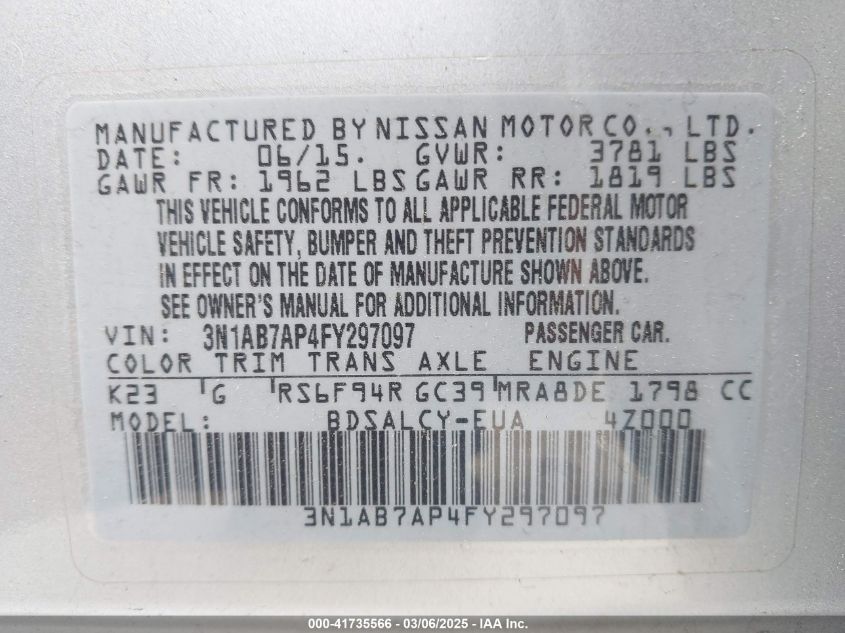 MANUFACTURED BY NISSAN MOTOR CO., LTD.
DATE: 06/15. GVWR: 3781 LBS
GAWR FR: 1962 LBS GAWR RR: 1819 LBS
THIS VEHICLE CONFORMS TO ALL APPLICABLE FEDERAL MOTOR
VEHICLE SAFETY, BUMPER AND THEFT PREVENTION STANDARDS
IN EFFECT ON THE DATE OF MANUFACTURE SHOWN ABOVE.
SEE OWNER'S MANUAL FOR ADDITIONAL INFORMATION.
VIN: 3N1AB7AP4FY297097 PASSENGER CAR.
COLOR TRIM TRANS AXLE ENGINE
K23 G RS6F94R GC39 MRA8DE 1798 CC
MODEL: BDSALCY-EUA 4Z000
3N1AB7AP4FY297097
000-41735566 - 03/06/2025 - IAA Inc.